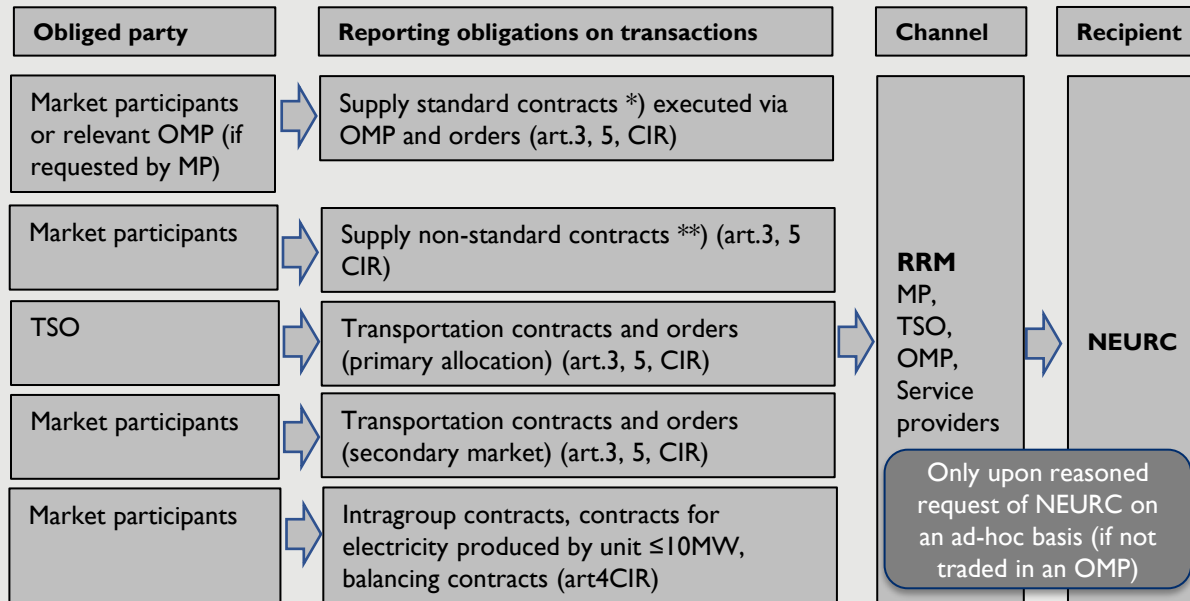 Obliged party
Reporting obligations on transactions
Channel
Recipient
Market participants
or relevant OMP (if
requested by MP)
Supply standard contracts *) executed via
OMP and orders (art.3, 5, CIR)
Market participants
Supply non-standard contracts **) (art.3, 5
CIR)
TSO
Transportation contracts and orders
(primary allocation) (art.3, 5, CIR)
Market participants
Transportation contracts and orders
(secondary market) (art.3, 5, CIR)
Market participants
Intragroup contracts, contracts for
electricity produced by unit ≤10MW,
balancing contracts (art4CIR)
RRM
MP,
TSO,
OMP,
Service
providers
NEURC
Only upon reasoned
request of NEURC on
an ad-hoc basis (if not
traded in an OMP)